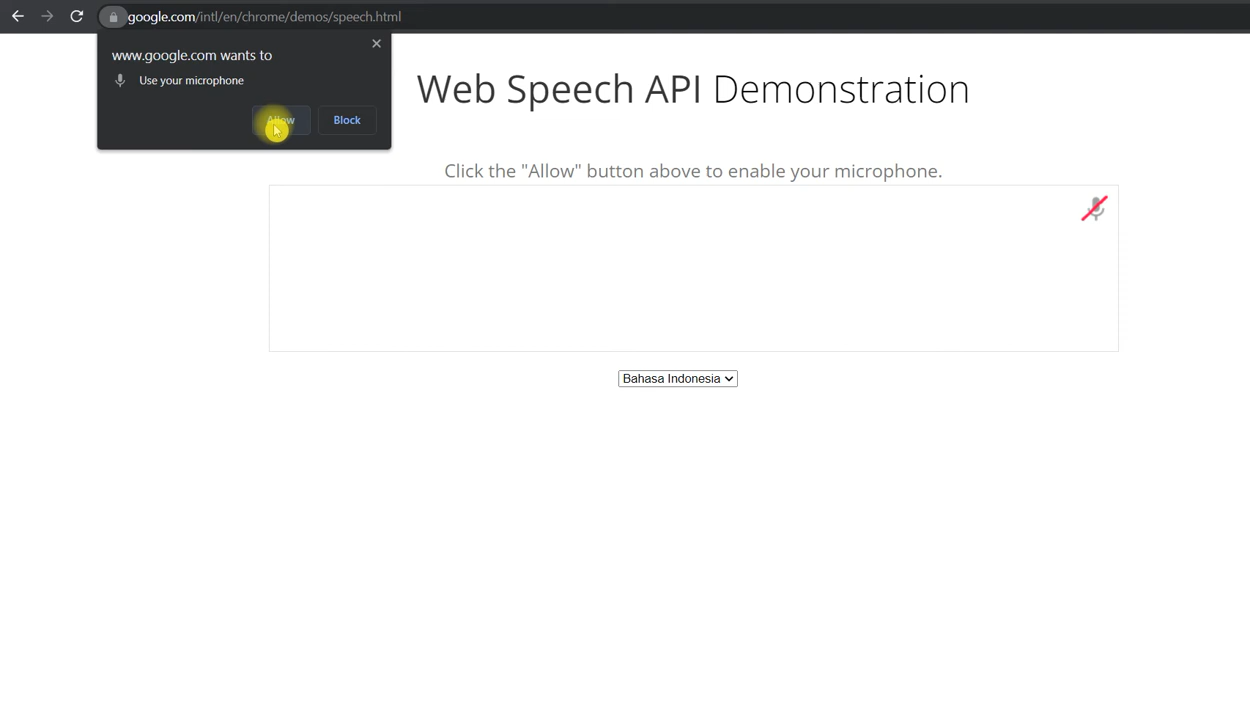 google.com/intl/en/chrome/demos/speech.html
www.google.com wants to
Use your microphone
Allow
Block
Web Speech API Demonstration
Click the "Allow" button above to enable your microphone.
Bahasa Indonesia